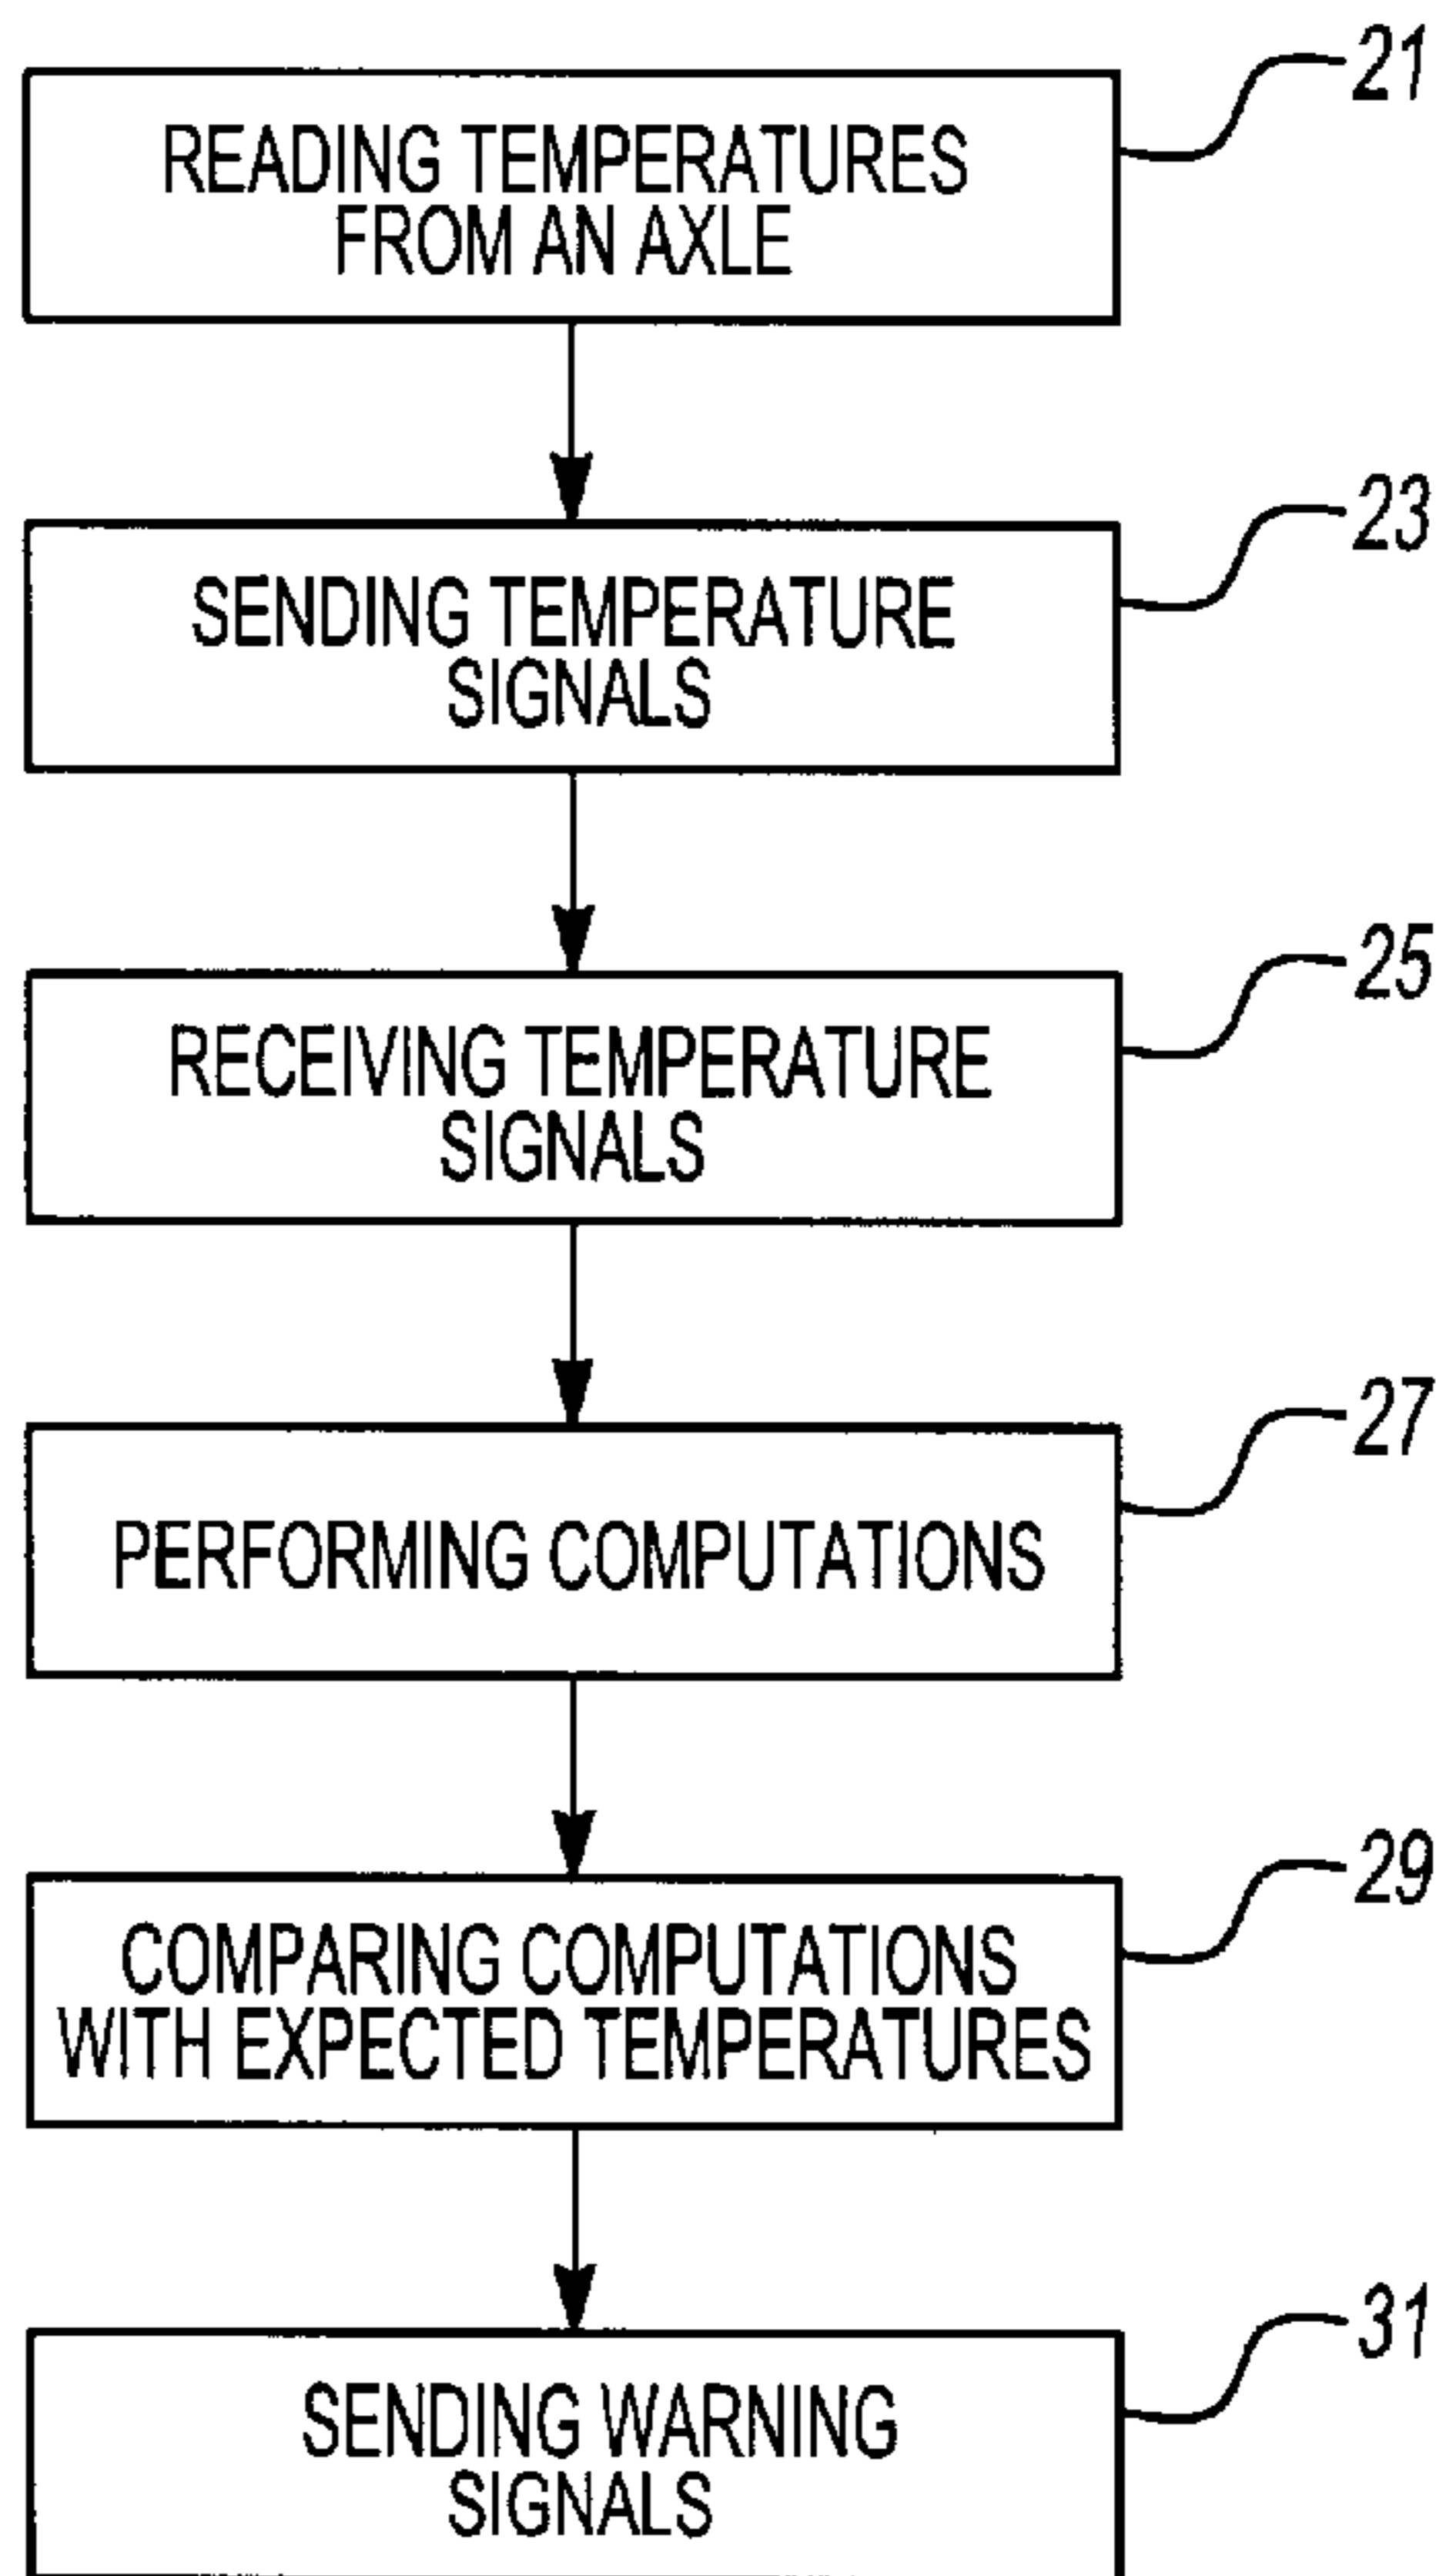 21
READING TEMPERATURES
FROM AN AXLE
23
SENDING TEMPERATURE
SIGNALS
25
RECEIVING TEMPERATURE
SIGNALS
27
PERFORMING COMPUTATIONS
29
COMPARING COMPUTATIONS
WITH EXPECTED TEMPERATURES
31
SENDING WARNING
SIGNALS